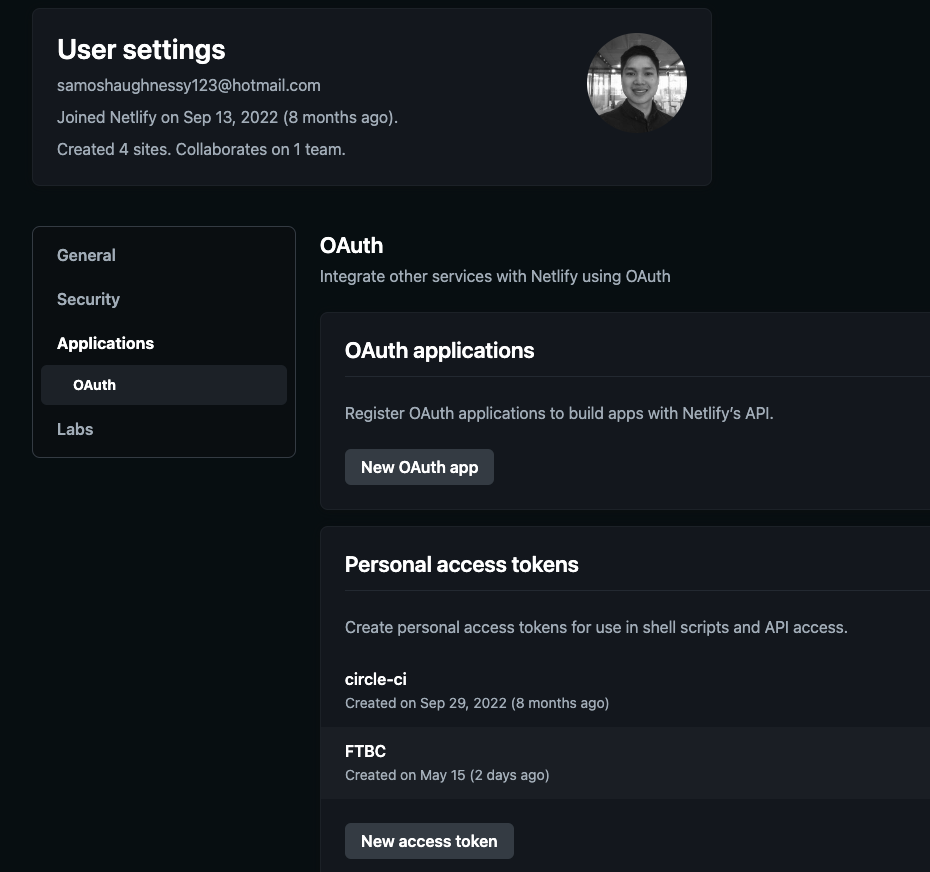 User settings
samoshaughnessy123@hotmail.com
Joined Netlify on Sep 13, 2022 (8 months ago).
Created 4 sites. Collaborates on 1 team.
General
Security
Applications
OAuth
Labs
OAuth
Integrate other services with Netlify using OAuth
OAuth applications
Register OAuth applications to build apps with Netlify’s API.
New OAuth app
Personal access tokens
Create personal access tokens for use in shell scripts and API access.
circle-ci
Created on Sep 29, 2022 (8 months ago)
FTBC
Created on May 15 (2 days ago)
New access token